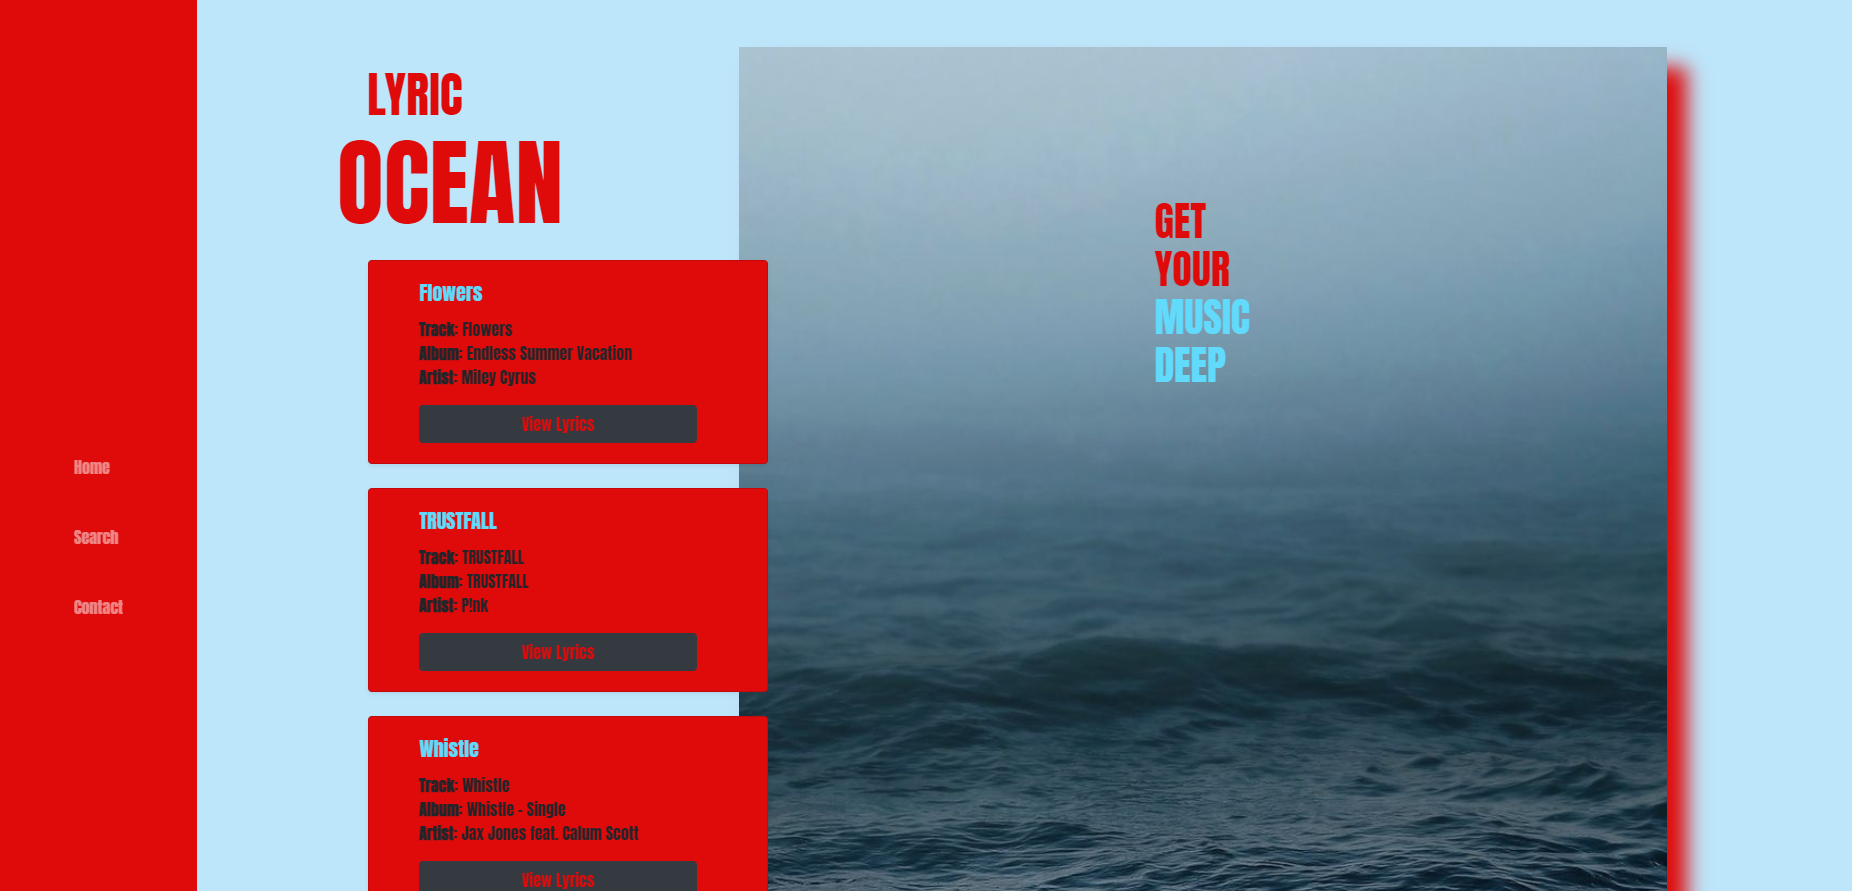 LYRIC
OCEAN
GET
YOUR
MUSIC
DEEP
Home
Search
Contact
Flowers
Track: Flowers
Album: Endless Summer Vacation
Artist: Miley Cyrus
View Lyrics
TRUSTFALL
Track: TRUSTFALL
Album: TRUSTFALL
Artist: P!nk
View Lyrics
Whistle
Track: Whistle
Album: Whistle - Single
Artist: Jax Jones feat. Calum Scott
View Lyrics